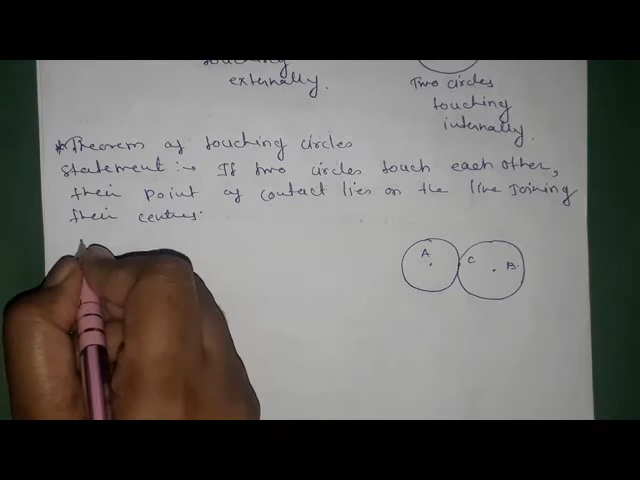 touching
externally.
Two circles
touching
internally.
*Theorem of touching circles
statement :→ If two circles touch each other,
their point of contact lies on the line joining
their centres.
A
C
B